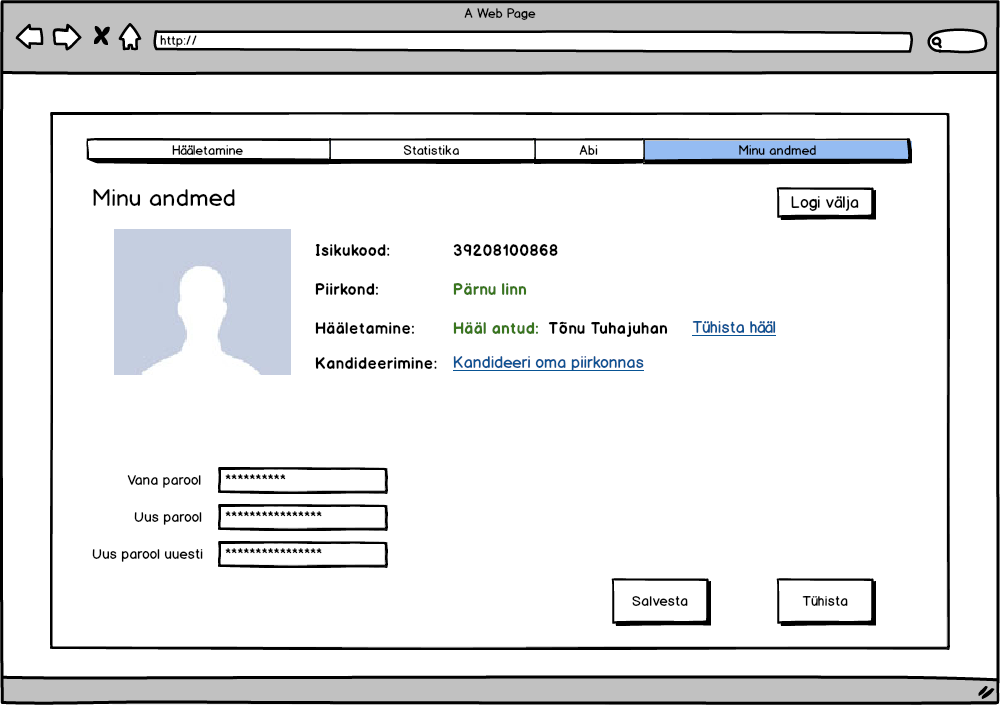 A Web Page
http://
Hääletamine Statistika Abi Minu andmed
Minu andmed
Logi välja
Isikukood: 39208100868
Piirkond: Pärnu linn
Hääletamine: Hääl antud: Tõnu Tuhajuhan Tühista hääl
Kandideerimine: Kandideeri oma piirkonnas
Vana parool **********
Uus parool ****************
Uus parool uuesti ****************
Salvesta Tühista